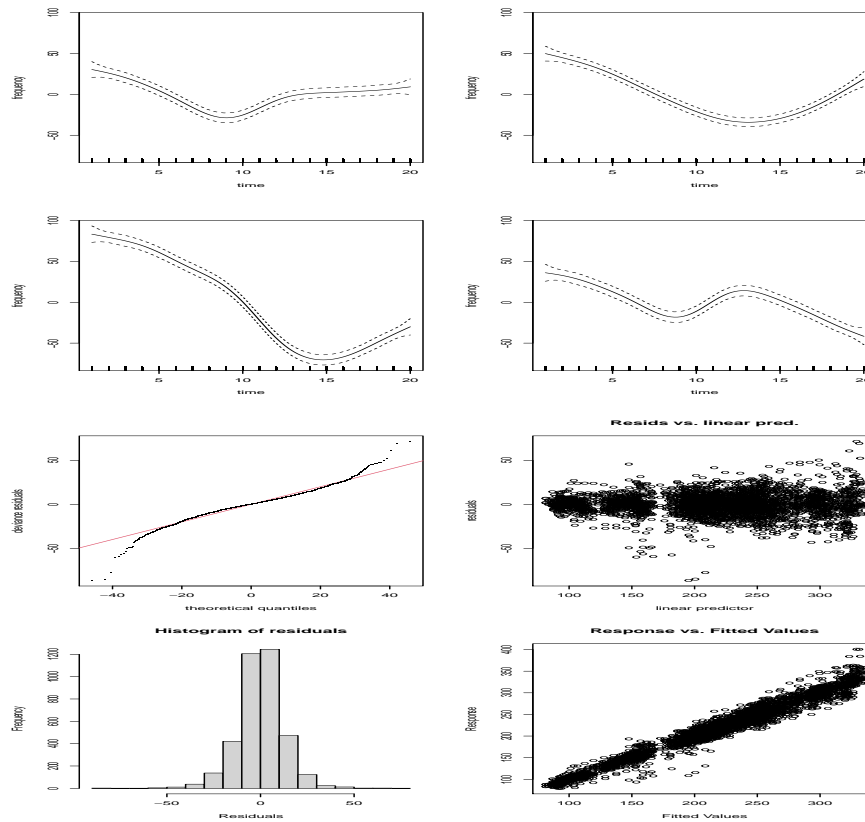 frequency
−50 0 50 100
5 10 15 20
time
frequency
−50 0 50 100
5 10 15 20
time
frequency
−50 0 50 100
5 10 15 20
time
frequency
−50 0 50 100
5 10 15 20
time
deviance residuals
−50 0 50
−40 −20 0 20 40
theoretical quantiles
Resids vs. linear pred.
residuals
−50 0 50
100 150 200 250 300
linear predictor
Histogram of residuals
Frequency
0 200 400 600 800 1000 1200
−50 0 50
Residuals
Response vs. Fitted Values
Response
100 150 200 250 300 350 400
100 150 200 250 300
Fitted Values